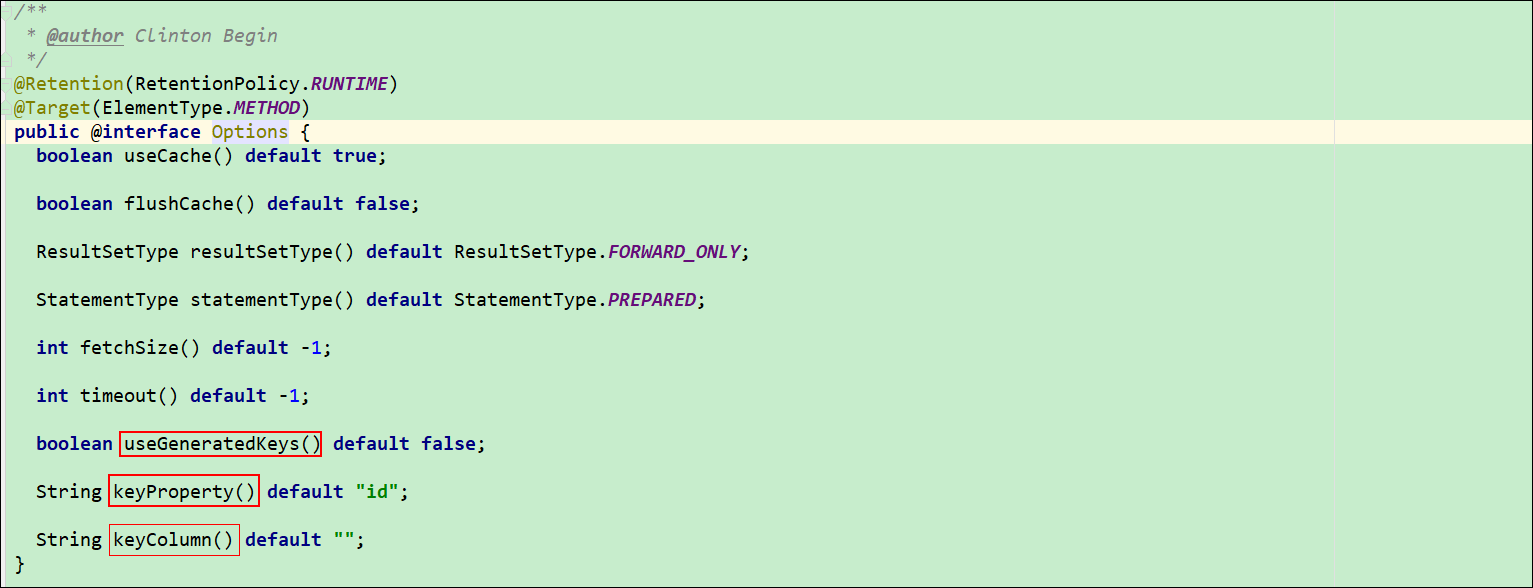 /**
 * @author Clinton Begin
 */
@Retention(RetentionPolicy.RUNTIME)
@Target(ElementType.METHOD)
public @interface Options {
  boolean useCache() default true;
  boolean flushCache() default false;
  ResultSetType resultSetType() default ResultSetType.FORWARD_ONLY;
  StatementType statementType() default StatementType.PREPARED;
  int fetchSize() default -1;
  int timeout() default -1;
  boolean useGeneratedKeys() default false;
  String keyProperty() default "id";
  String keyColumn() default "";
}